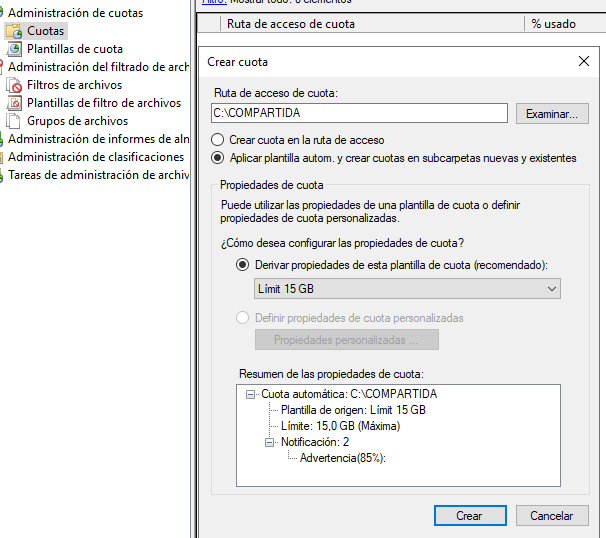 Administración de cuotas
Cuotas
Plantillas de cuota
Administración del filtrado de arch
Filtros de archivos
Plantillas de filtro de archivos
Grupos de archivos
Administración de informes de alm
Administración de clasificaciones
Tareas de administración de archiv
Filtro: Mostrar todo: 0 elementos
Ruta de acceso de cuota
% usado
Crear cuota
Ruta de acceso de cuota:
C:\COMPARTIDA
Examinar...
Crear cuota en la ruta de acceso
Aplicar plantilla autom. y crear cuotas en subcarpetas nuevas y existentes
Propiedades de cuota
Puede utilizar las propiedades de una plantilla de cuota o definir
propiedades de cuota personalizadas.
¿Cómo desea configurar las propiedades de cuota?
Derivar propiedades de esta plantilla de cuota (recomendado):
Límit 15 GB
Definir propiedades de cuota personalizadas
Propiedades personalizadas ...
Resumen de las propiedades de cuota:
Cuota automática: C:\COMPARTIDA
Plantilla de origen: Límit 15 GB
Límite: 15,0 GB (Máxima)
Notificación: 2
Advertencia(85%):
Crear
Cancelar